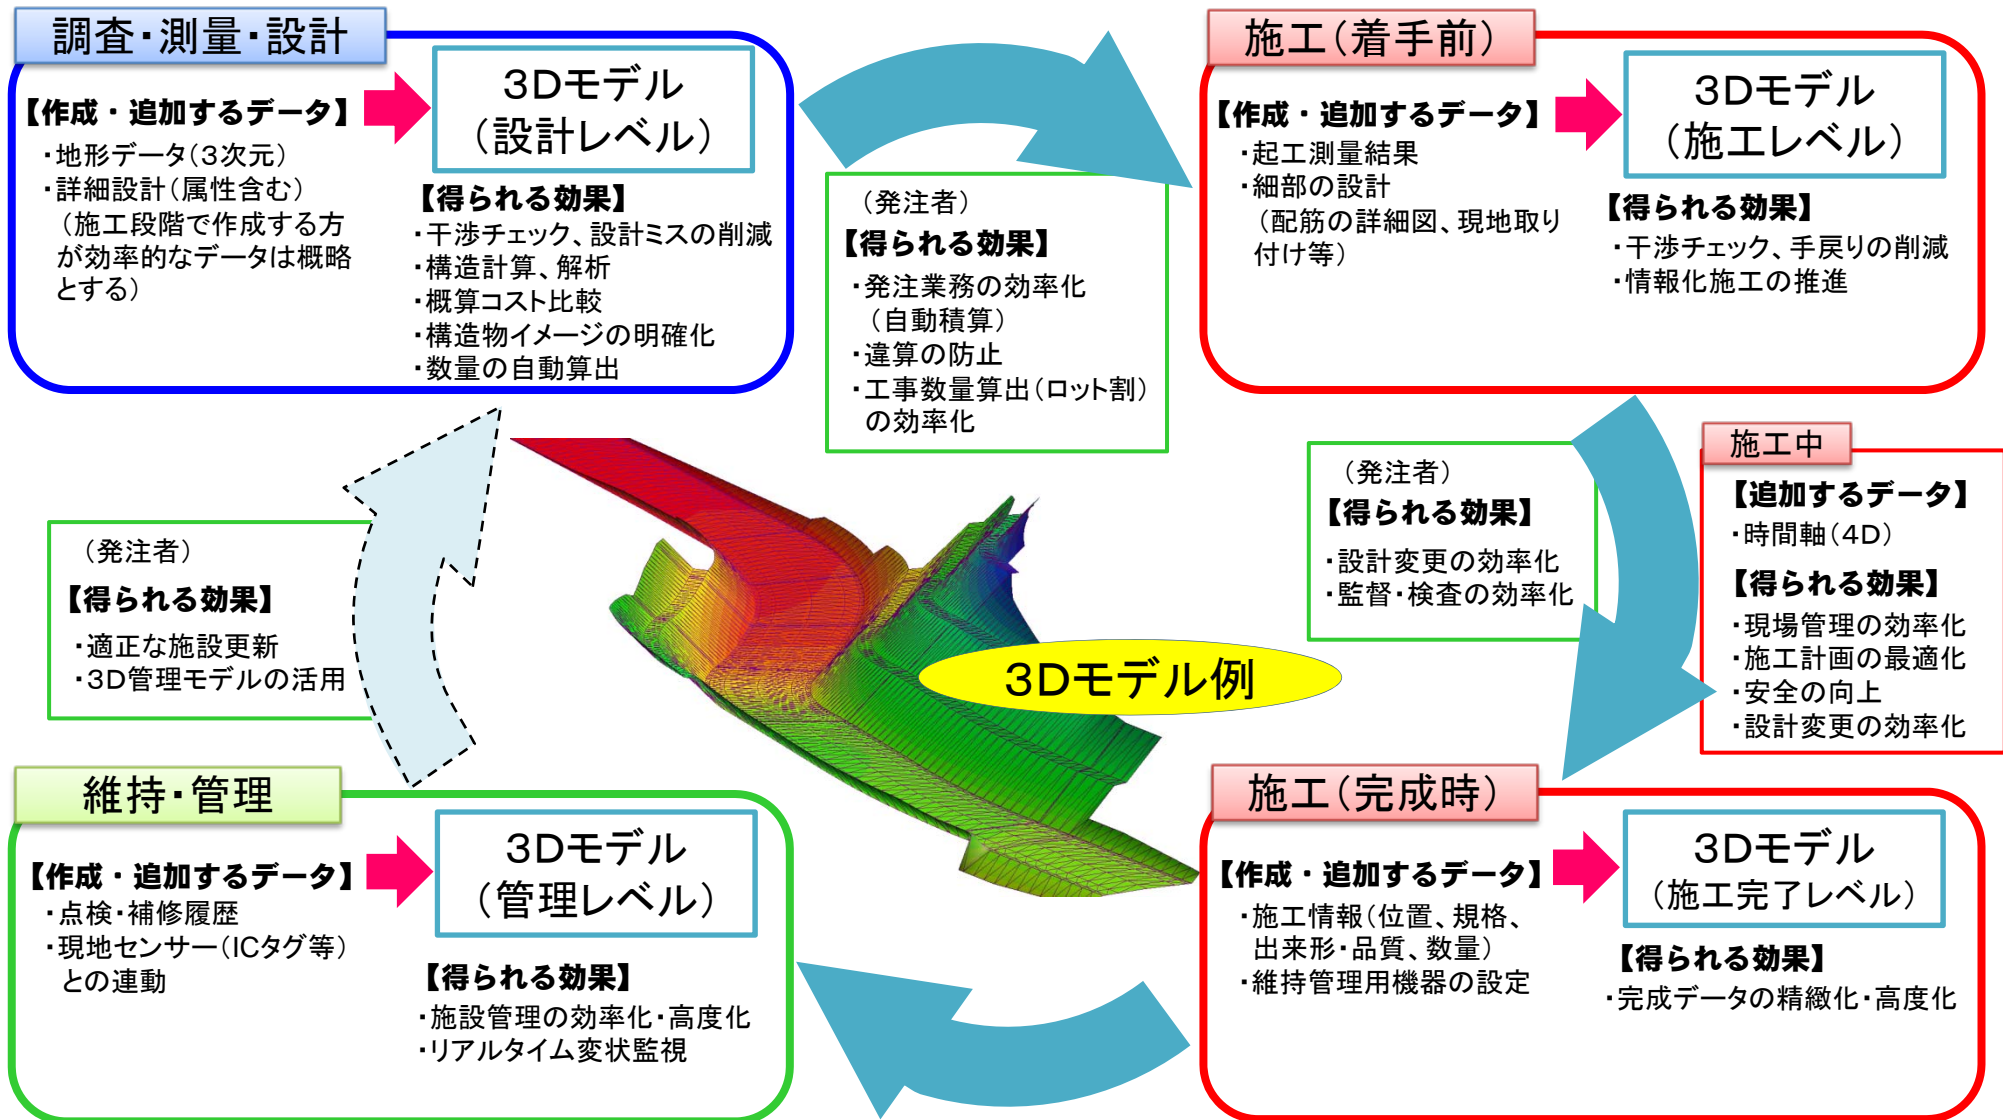 調査・測量・設計
【作成・追加するデータ】
・地形データ(3次元)
・詳細設計(属性含む)
(施工段階で作成する方
が効率的なデータは概略
とする)
3Dモデル
(設計レベル)
【得られる効果】
・干渉チェック、設計ミスの削減
・構造計算、解析
・概算コスト比較
・構造物イメージの明確化
・数量の自動算出
(発注者)
【得られる効果】
・発注業務の効率化
(自動積算)
・違算の防止
・工事数量算出(ロット割)
の効率化
施工(着手前)
【作成・追加するデータ】
・起工測量結果
・細部の設計
(配筋の詳細図、現地取り
付け等)
3Dモデル
(施工レベル)
【得られる効果】
・干渉チェック、手戻りの削減
・情報化施工の推進
(発注者)
【得られる効果】
・設計変更の効率化
・監督・検査の効率化
施工中
【追加するデータ】
・時間軸(4D)
【得られる効果】
・現場管理の効率化
・施工計画の最適化
・安全の向上
・設計変更の効率化
(発注者)
【得られる効果】
・適正な施設更新
・3D管理モデルの活用
3Dモデル例
維持・管理
【作成・追加するデータ】
・点検・補修履歴
・現地センサー(ICタグ等)
との連動
3Dモデル
(管理レベル)
【得られる効果】
・施設管理の効率化・高度化
・リアルタイム変状監視
施工(完成時)
【作成・追加するデータ】
・施工情報(位置、規格、
出来形・品質、数量)
・維持管理用機器の設定
3Dモデル
(施工完了レベル)
【得られる効果】
・完成データの精緻化・高度化